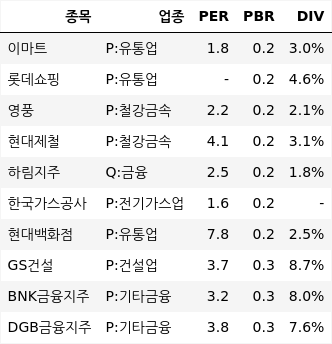 종목 업종 PER PBR DIV
이마트 P:유통업 1.8 0.2 3.0%
롯데쇼핑 P:유통업 - 0.2 4.6%
영풍 P:철강금속 2.2 0.2 2.1%
현대제철 P:철강금속 4.1 0.2 3.1%
하림지주 Q:금융 2.5 0.2 1.8%
한국가스공사 P:전기가스업 1.6 0.2 -
현대백화점 P:유통업 7.8 0.2 2.5%
GS건설 P:건설업 3.7 0.3 8.7%
BNK금융지주 P:기타금융 3.2 0.3 8.0%
DGB금융지주 P:기타금융 3.8 0.3 7.6%